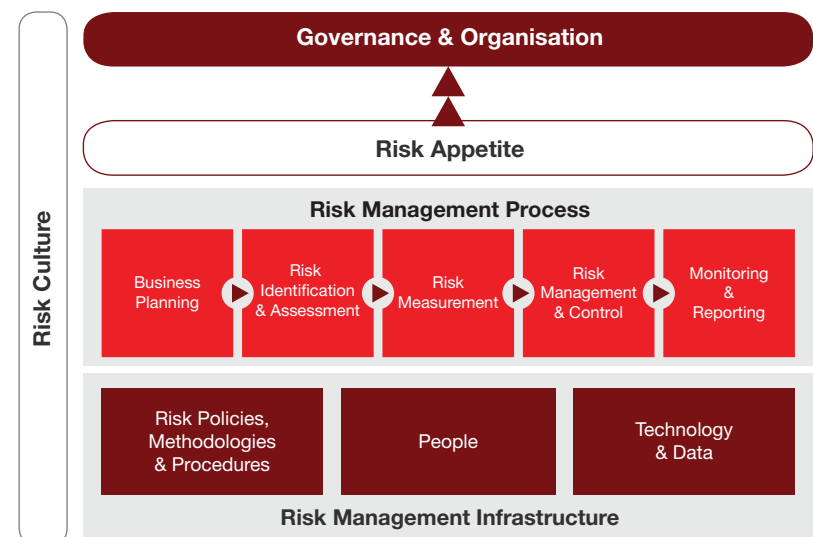 Risk Culture
Governance & Organisation
Risk Appetite
Risk Management Process
Business
Planning
Risk
Identification
& Assessment
Risk
Measurement
Risk
Management
& Control
Monitoring
&
Reporting
Risk Policies,
Methodologies
& Procedures
People
Technology
& Data
Risk Management Infrastructure